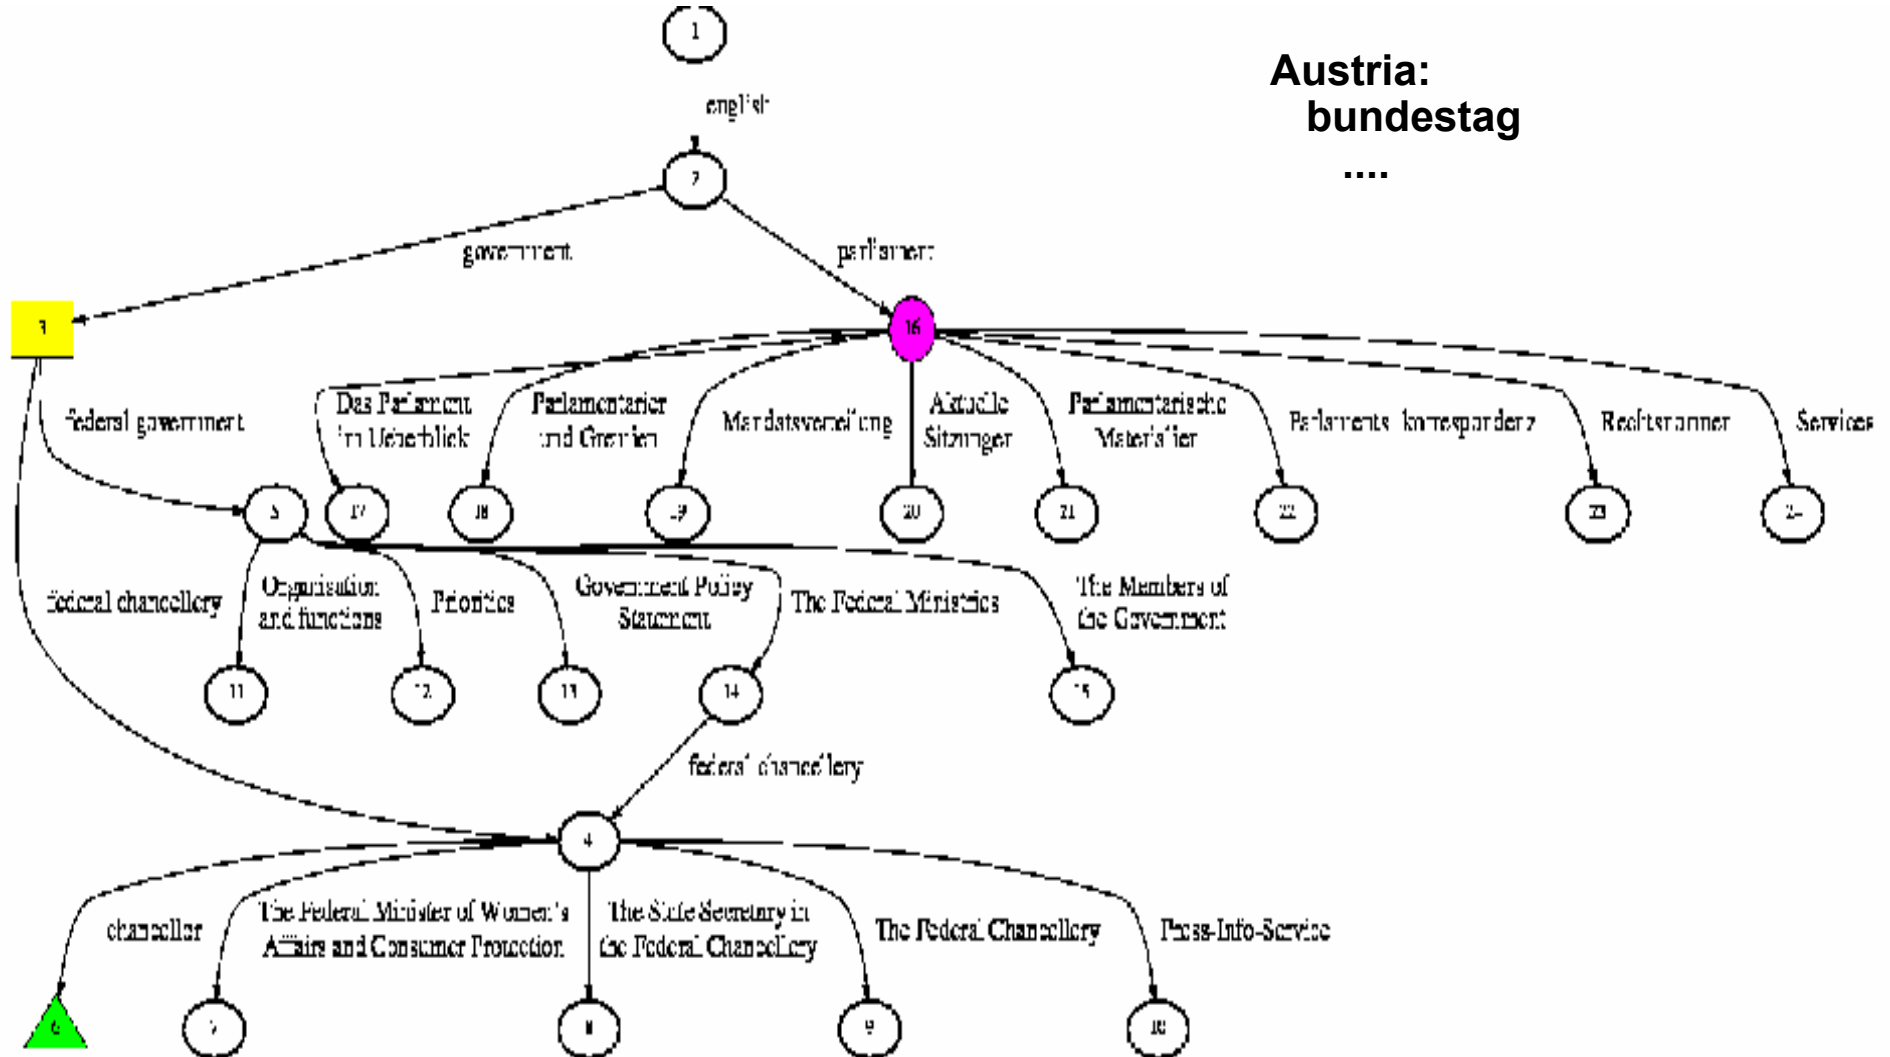 1
Austria:
bundestag
....
english
2
government
parliament
3
16
federal government
Das Parlament
im Ueberblick
Parlamentarier
und Gremien
Mandatsverteilung
Aktuelle
Sitzungen
Parlamentarische
Materialien
Parlaments korrespondenz
Services
5
17
18
19
20
21
22
23
24
federal chancellery
Organisation
and functions
Priorities
Government Policy
Statement
The Federal Ministries
The Members of
the Government
11
12
13
14
15
federal chancellery
4
chancellor
The Federal Minister of Women's
Affairs and Consumer Protection
The State Secretary in
the Federal Chancellery
The Federal Chancellery
Press-Info-Service
6
7
8
9
10